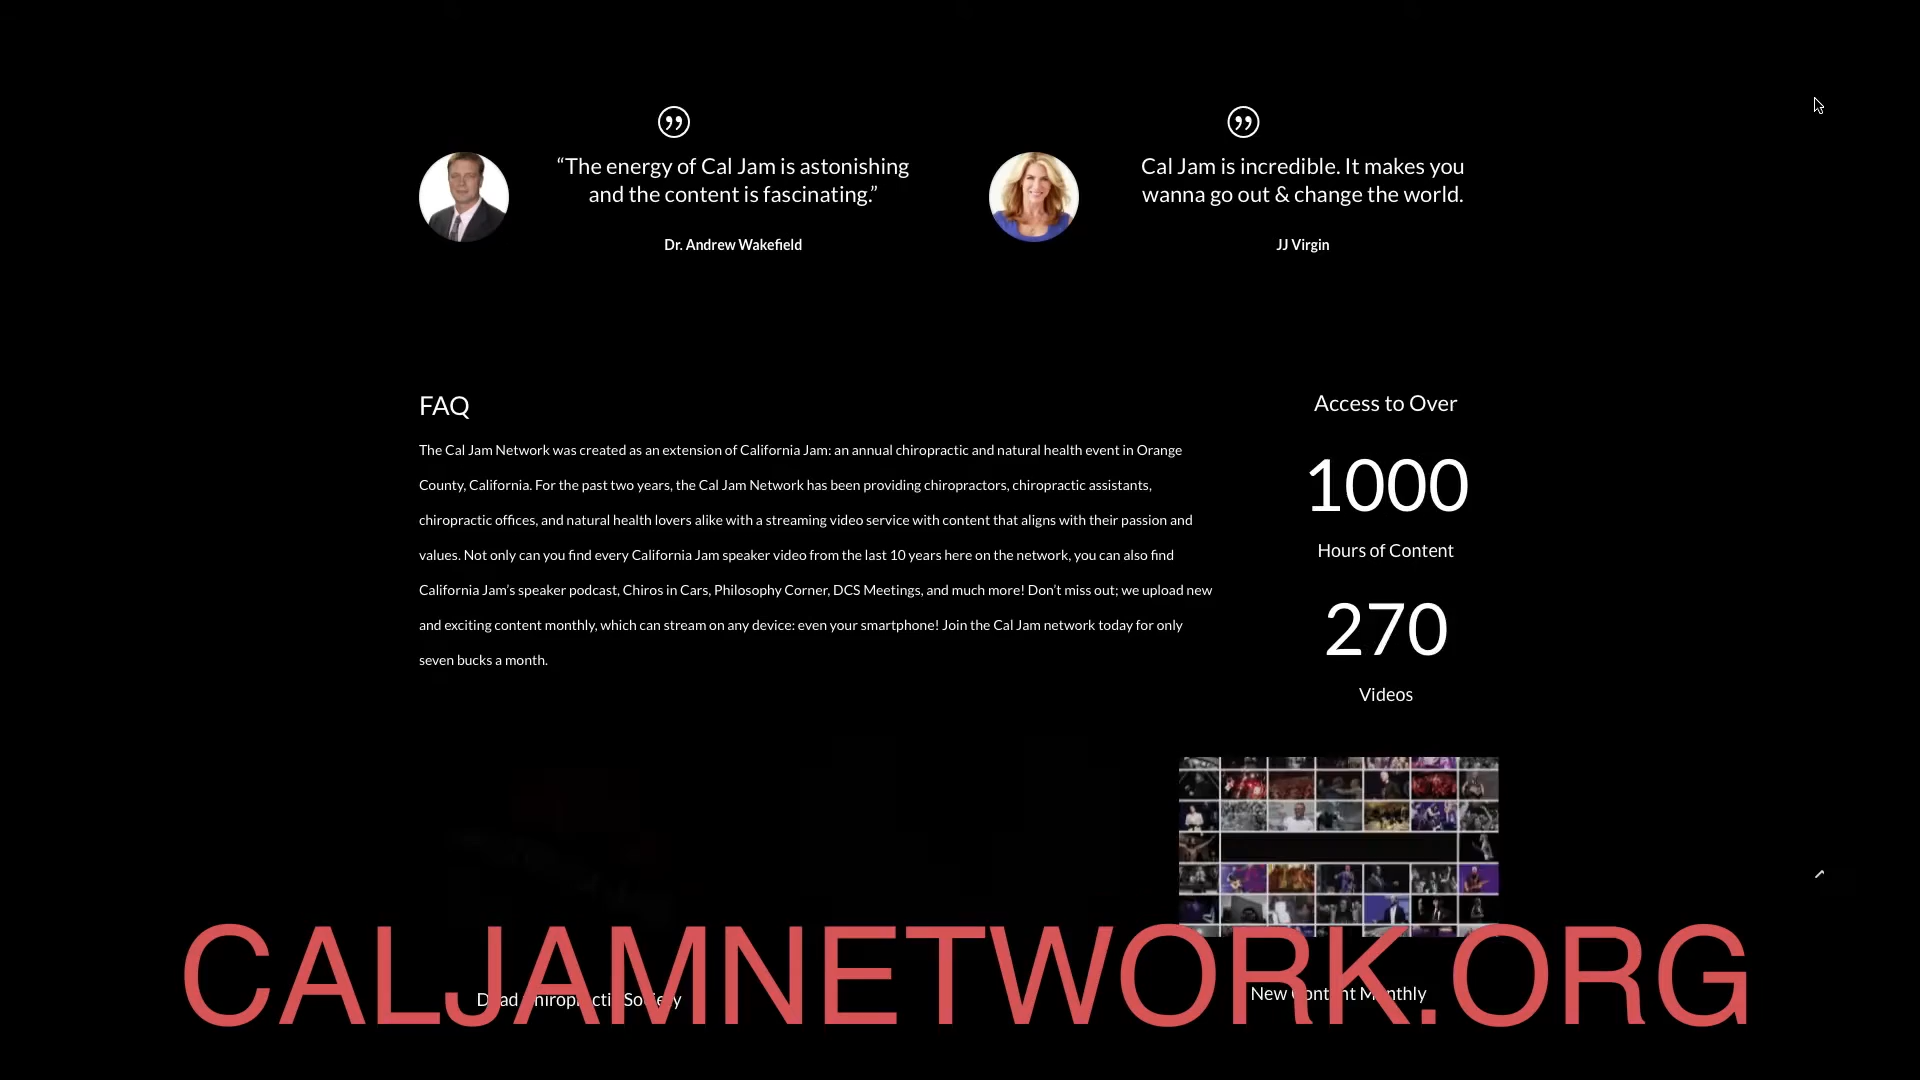 “The energy of Cal Jam is astonishing
and the content is fascinating.”
Dr. Andrew Wakefield
Cal Jam is incredible. It makes you
wanna go out & change the world.
JJ Virgin
FAQ
The Cal Jam Network was created as an extension of California Jam: an annual chiropractic and natural health event in Orange
County, California. For the past two years, the Cal Jam Network has been providing chiropractors, chiropractic assistants,
chiropractic offices, and natural health lovers alike with a streaming video service with content that aligns with their passion and
values. Not only can you find every California Jam speaker video from the last 10 years here on the network, you can also find
California Jam’s speaker podcast, Chiros in Cars, Philosophy Corner, DCS Meetings, and much more! Don’t miss out; we upload new
and exciting content monthly, which can stream on any device: even your smartphone! Join the Cal Jam network today for only
seven bucks a month.
Access to Over
1000
Hours of Content
270
Videos
Dead Chiropractic Society
New Content Monthly
CALJAMNETWORK.ORG